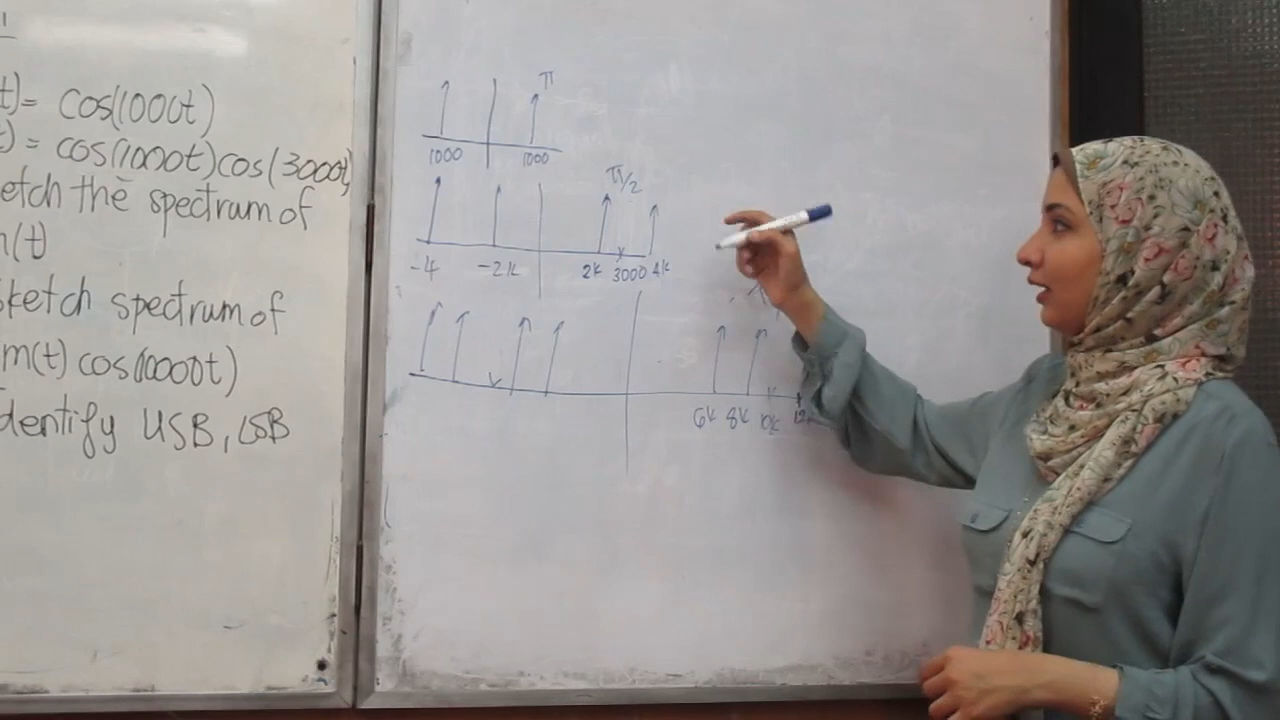 t)= cos(1000t)
) = cos(1000t)cos(3000t)
etch the spectrum of
m(t)
sketch spectrum of
m(t) cos(10000t)
dentify USB, LSB
π
1000 1000
π/2
-4 -2k 2k 3000 4k
6k 8k 10k 12